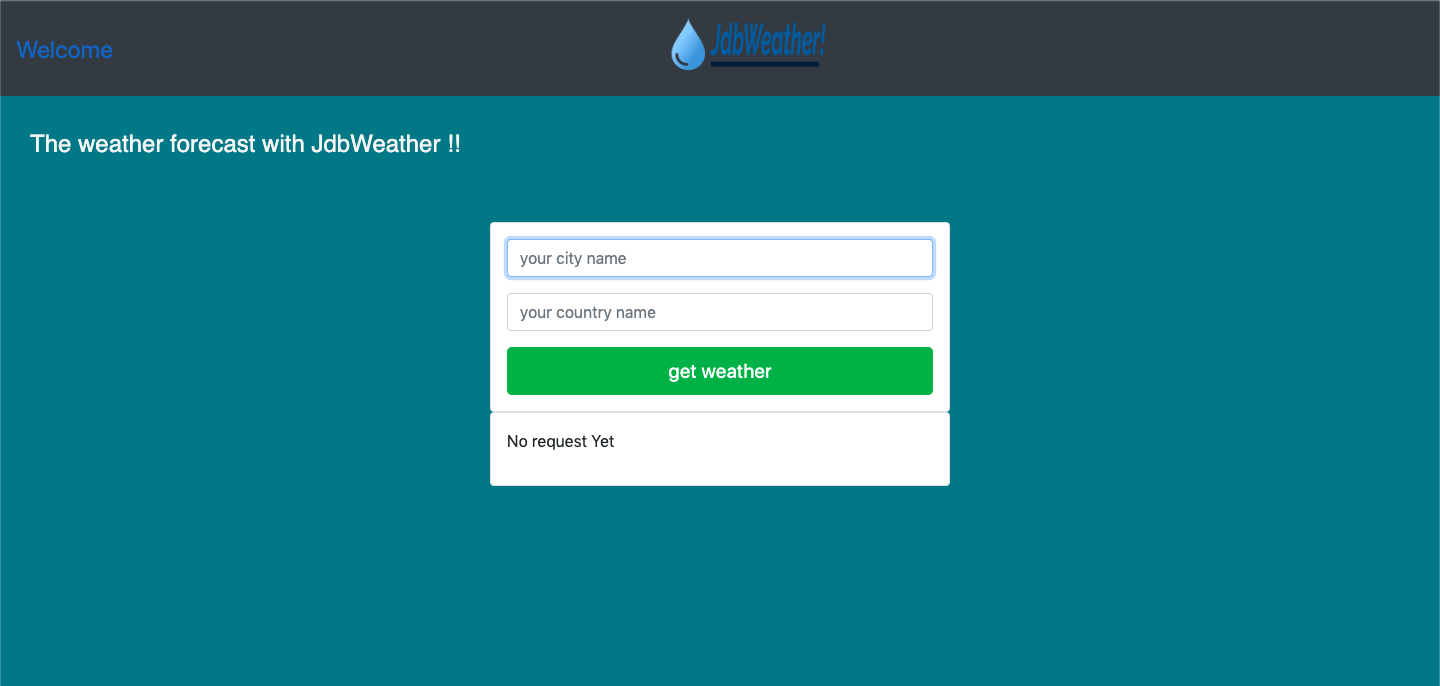 Welcome
JdbWeather!
The weather forecast with JdbWeather !!
your city name
your country name
get weather
No request Yet